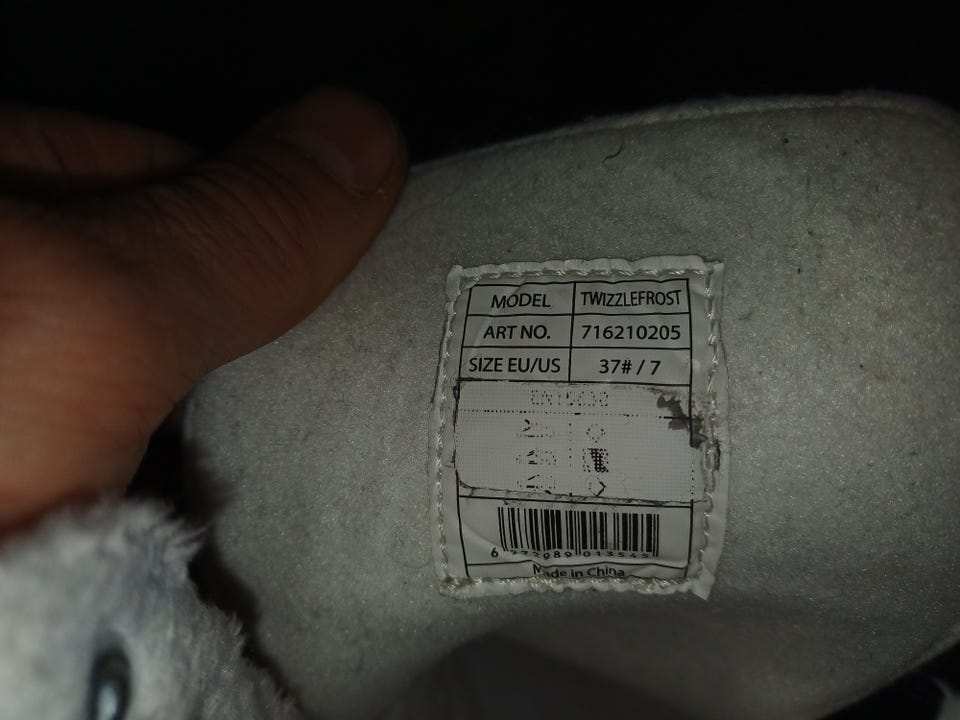 MODEL TWIZZLEFROST
ART NO. 716210205
SIZE EU/US 37# / 7
Made in China